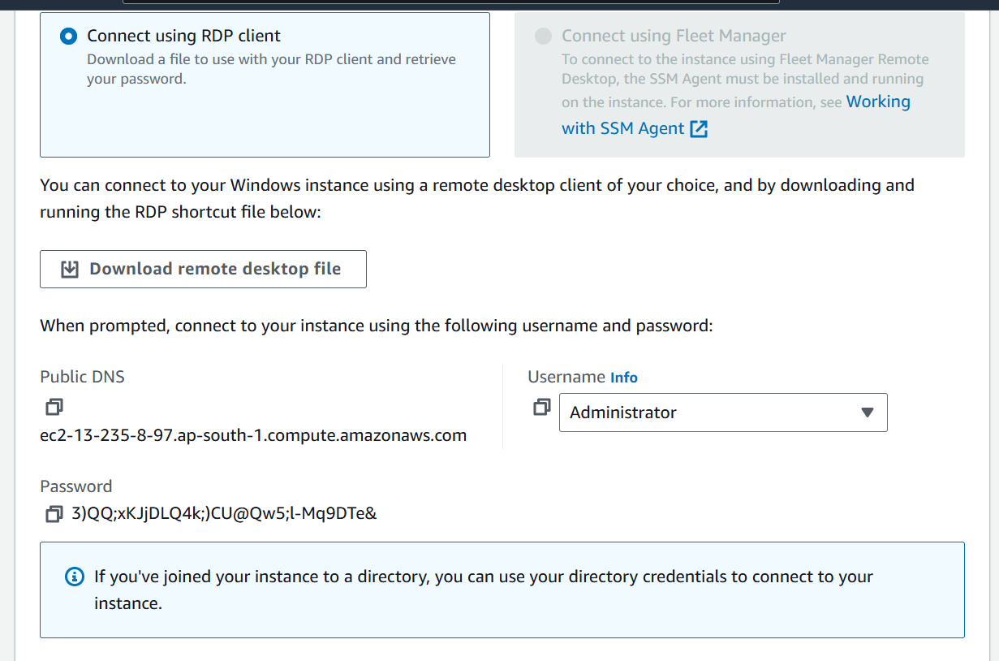 Connect using RDP client
Download a file to use with your RDP client and retrieve
your password.
Connect using Fleet Manager
To connect to the instance using Fleet Manager Remote
Desktop, the SSM Agent must be installed and running
on the instance. For more information, see Working
with SSM Agent
You can connect to your Windows instance using a remote desktop client of your choice, and by downloading and
running the RDP shortcut file below:
Download remote desktop file
When prompted, connect to your instance using the following username and password:
Public DNS
ec2-13-235-8-97.ap-south-1.compute.amazonaws.com
Username Info
Administrator
Password
3)QQ;xKJjDLQ4k;)CU@Qw5;l-Mq9DTe&
If you've joined your instance to a directory, you can use your directory credentials to connect to your
instance.